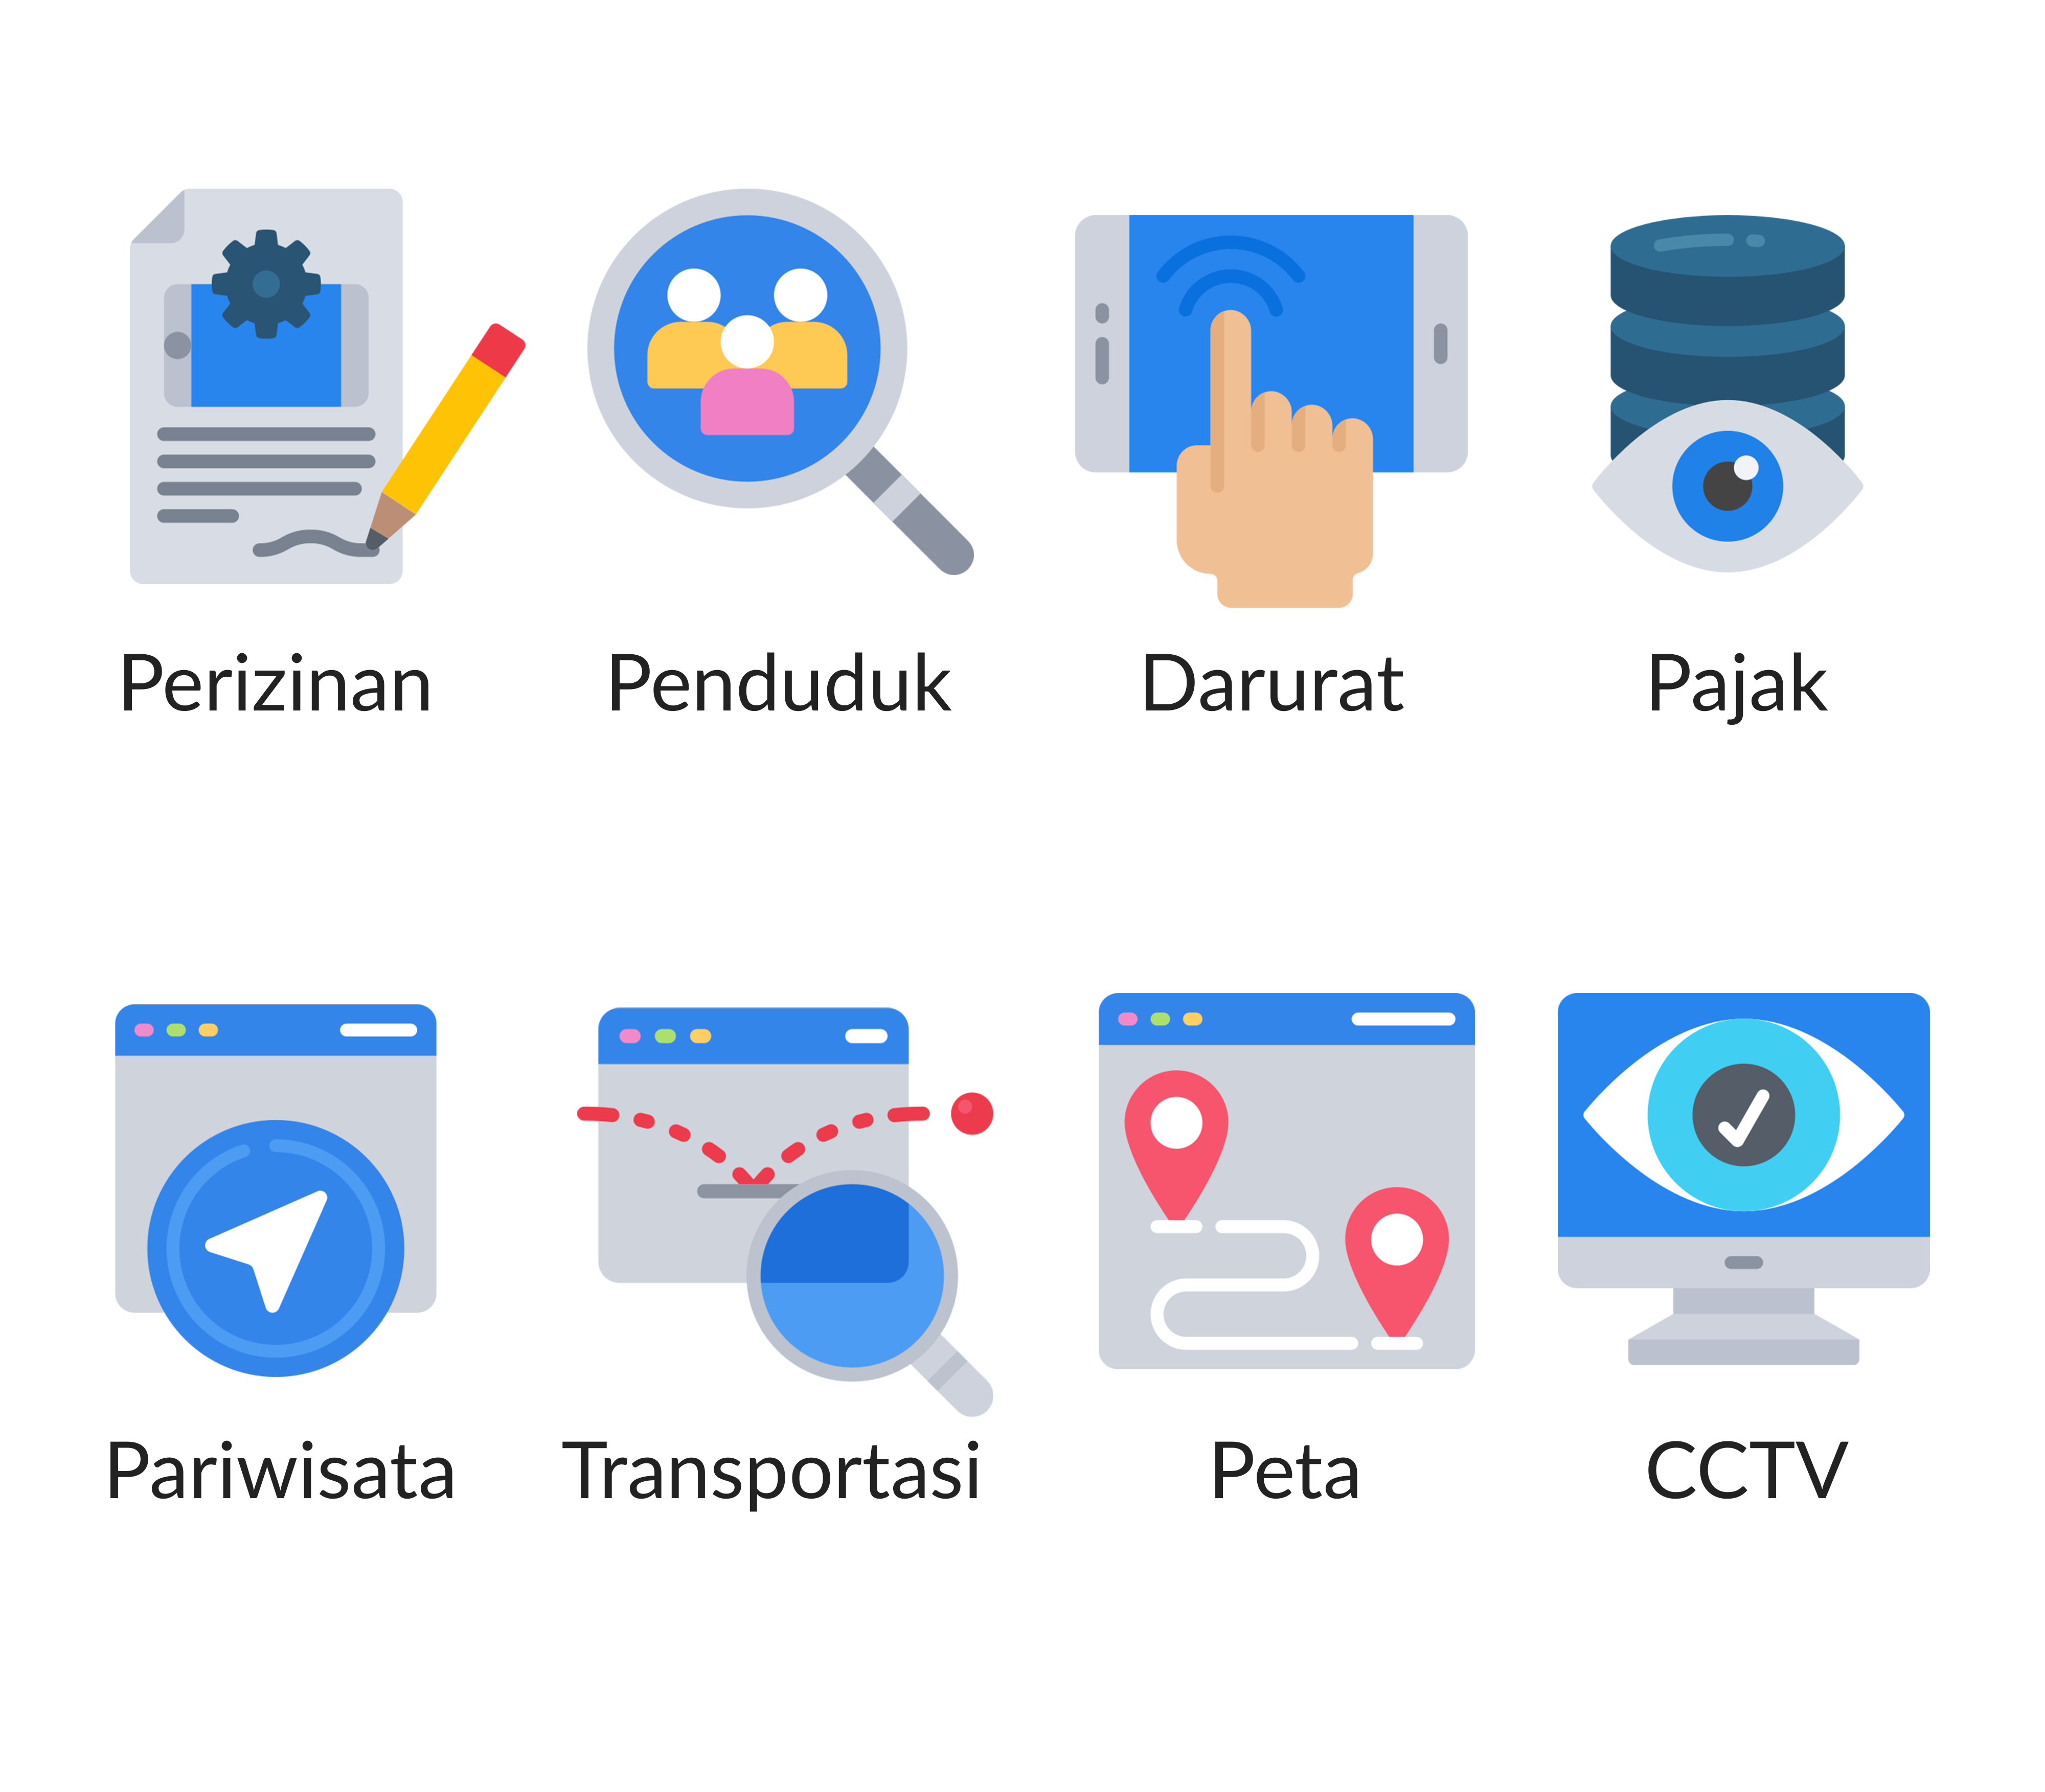 Perizinan
Penduduk
Darurat
Pajak
Pariwisata
Transportasi
Peta
CCTV